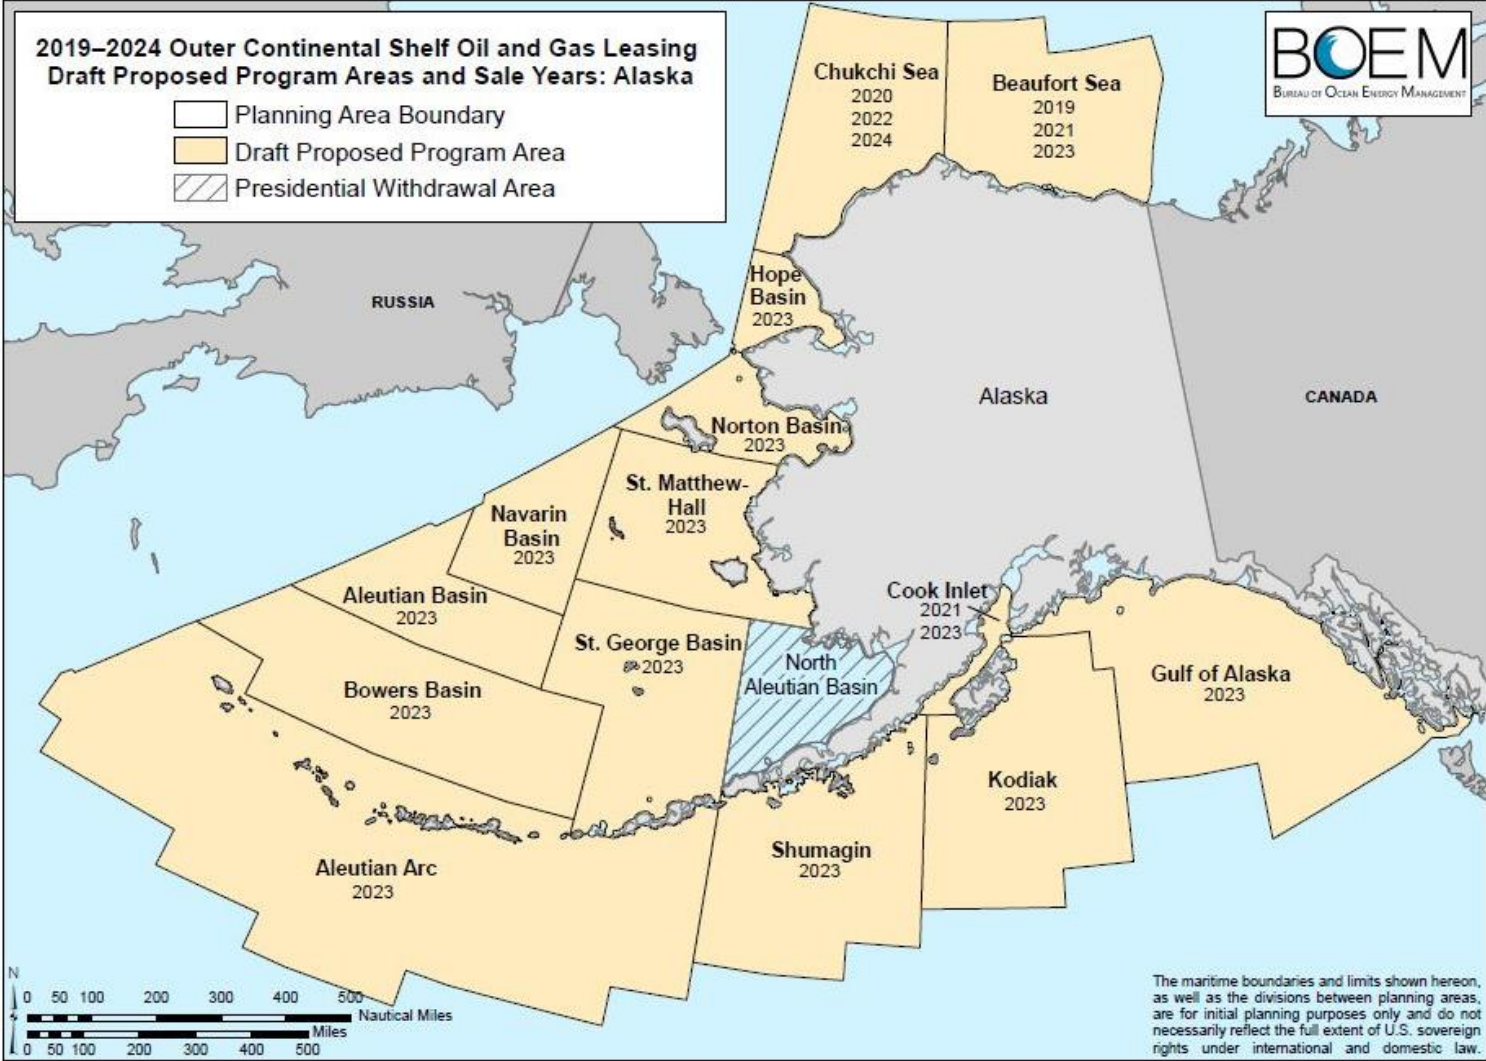 2019–2024 Outer Continental Shelf Oil and Gas Leasing
Draft Proposed Program Areas and Sale Years: Alaska
Planning Area Boundary
Draft Proposed Program Area
Presidential Withdrawal Area
BOEM
BUREAU OF OCEAN ENERGY MANAGEMENT
Chukchi Sea
2020
2022
2024
Beaufort Sea
2019
2021
2023
RUSSIA
Hope
Basin
2023
Alaska
CANADA
Norton Basin
2023
St. Matthew-
Hall
2023
Navarin
Basin
2023
Aleutian Basin
2023
Cook Inlet
2021
2023
St. George Basin
2023
North
Aleutian Basin
Gulf of Alaska
2023
Bowers Basin
2023
Kodiak
2023
Shumagin
2023
Aleutian Arc
2023
N
0 50 100 200 300 400 500
Nautical Miles
Miles
0 50 100 200 300 400 500
The maritime boundaries and limits shown hereon,
as well as the divisions between planning areas,
are for initial planning purposes only and do not
necessarily reflect the full extent of U.S. sovereign
rights under international and domestic law.